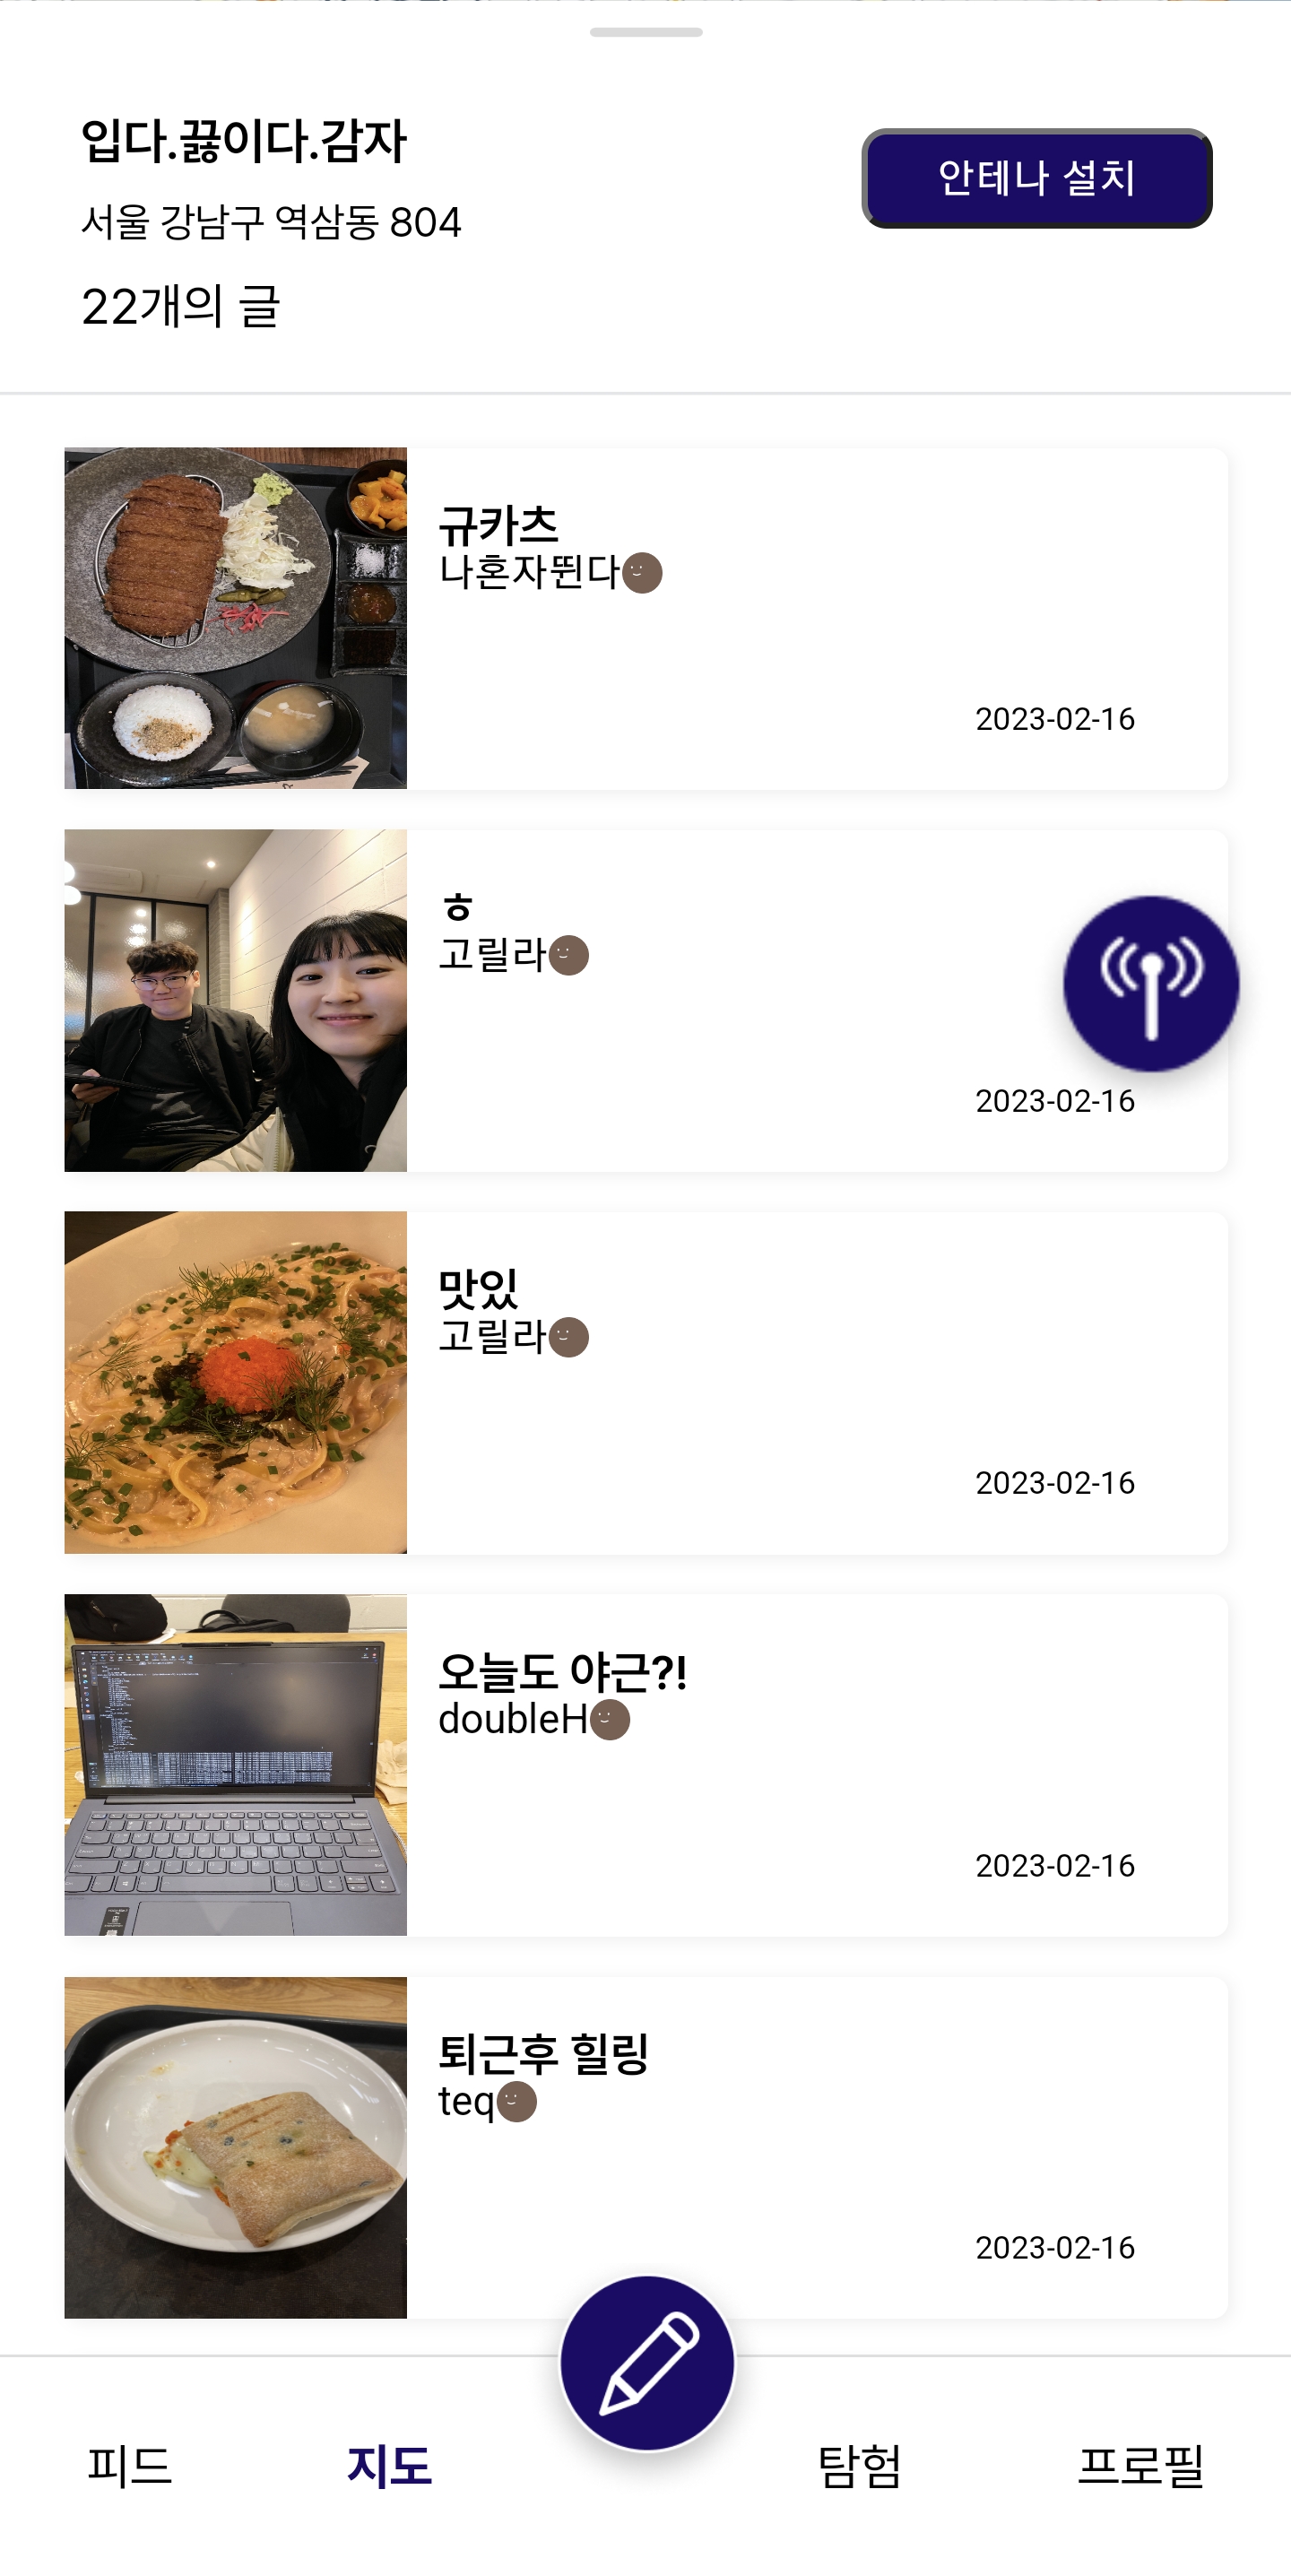 입다.끓이다.감자
안테나 설치
서울 강남구 역삼동 804
22개의 글
규카츠
나혼자뛴다
2023-02-16
ㅎ
고릴라
2023-02-16
맛있
고릴라
2023-02-16
오늘도 야근?!
doubleH
2023-02-16
퇴근후 힐링
teq
2023-02-16
피드
지도
탐험
프로필